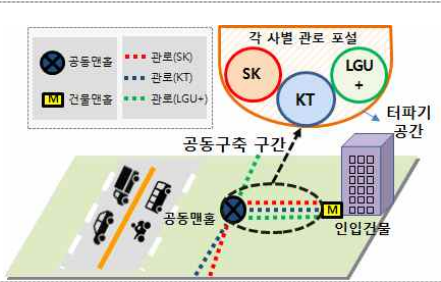 각 사별 관로 포설
공동맨홀
관로(SK)
관로(KT)
M
건물맨홀
관로(LGU+)
SK
KT
LGU
+
터파기
공간
공동구축 구간
공동맨홀
M
인입건물